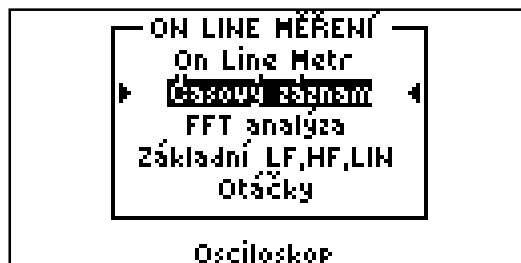 ON LINE MĚŘENÍ
On Line Metr
Časový záznam
FFT analýza
Základní LF,HF,LIN
Otáčky
Osciloskop